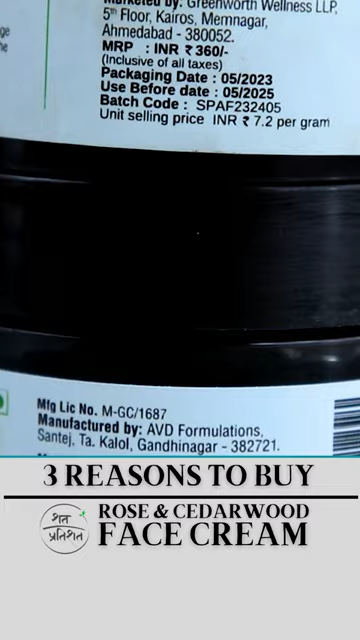 Marketed by: Greenworth Wellness LLP,
5th Floor, Kairos, Memnagar,
Ahmedabad - 380052.
MRP : INR ₹ 360/-
(Inclusive of all taxes)
Packaging Date : 05/2023
Use Before date : 05/2025
Batch Code : SPAF232405
Unit selling price INR ₹ 7.2 per gram
Mfg Lic No. M-GC/1687
Manufactured by: AVD Formulations,
Santej, Ta. Kalol, Gandhinagar - 382721.
3 REASONS TO BUY
शत
प्रतिशत
ROSE & CEDARWOOD
FACE CREAM